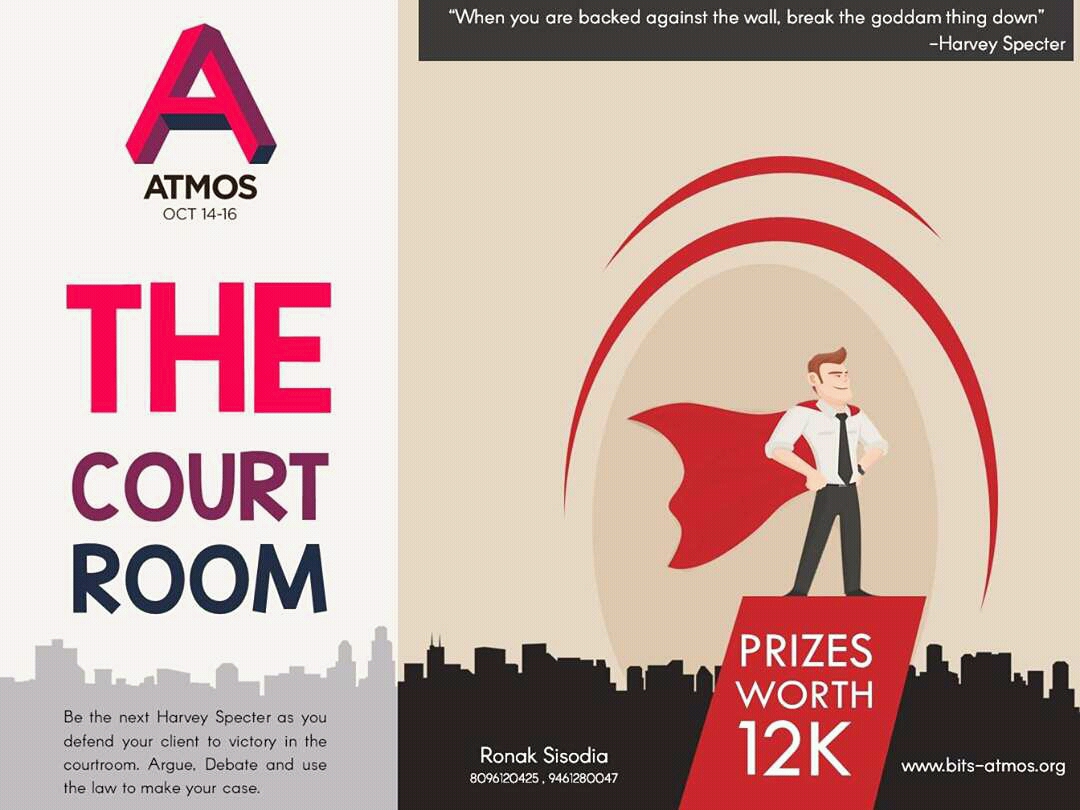 A
ATMOS
OCT 14-16
THE
COURT
ROOM
Be the next Harvey Specter as you
defend your client to victory in the
courtroom. Argue, Debate and use
the law to make your case.
“When you are backed against the wall, break the goddam thing down”
-Harvey Specter
PRIZES
WORTH
12K
Ronak Sisodia
8096120425 , 9461280047
www.bits-atmos.org